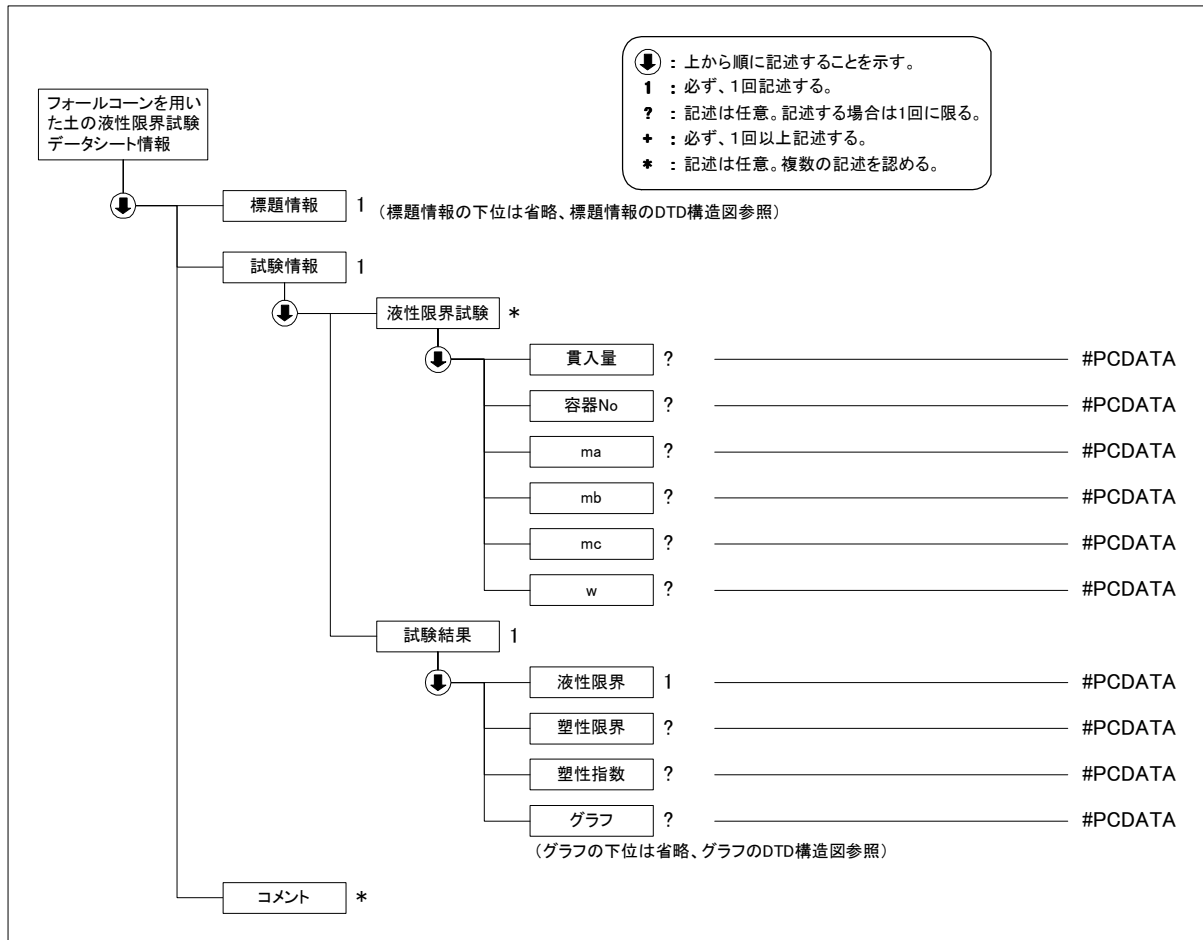 : 上から順に記述することを示す。
1 : 必ず、1回記述する。
? : 記述は任意。記述する場合は1回に限る。
+ : 必ず、1回以上記述する。
* : 記述は任意。複数の記述を認める。
フォールコーンを用い
た土の液性限界試験
データシート情報
標題情報 1 (標題情報の下位は省略、標題情報のDTD構造図参照)
試験情報 1
液性限界試験 *
貫入量 ? #PCDATA
容器No ? #PCDATA
ma ? #PCDATA
mb ? #PCDATA
mc ? #PCDATA
w ? #PCDATA
試験結果 1
液性限界 1 #PCDATA
塑性限界 ? #PCDATA
塑性指数 ? #PCDATA
グラフ ? #PCDATA
(グラフの下位は省略、グラフのDTD構造図参照)
コメント *